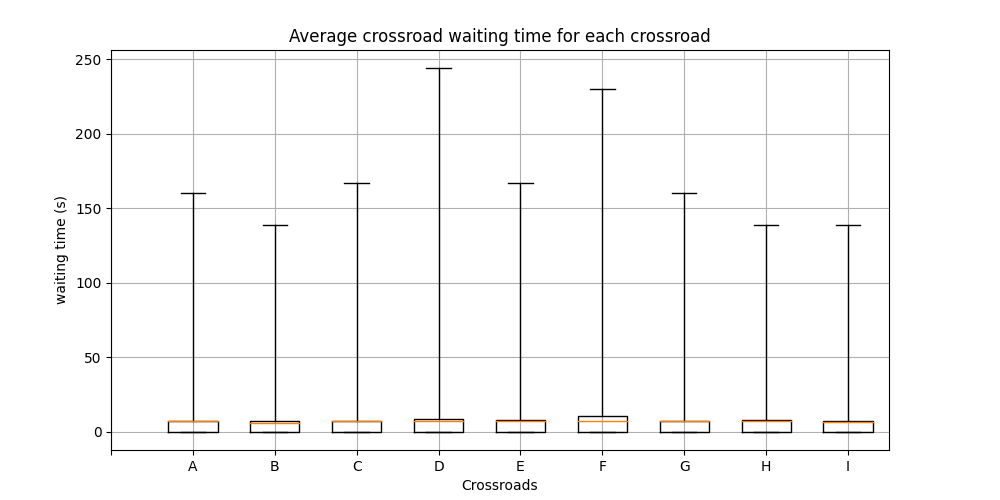 Average crossroad waiting time for each crossroad
250
200
150
100
50
0
waiting time (s)
A B C D E F G H I
Crossroads